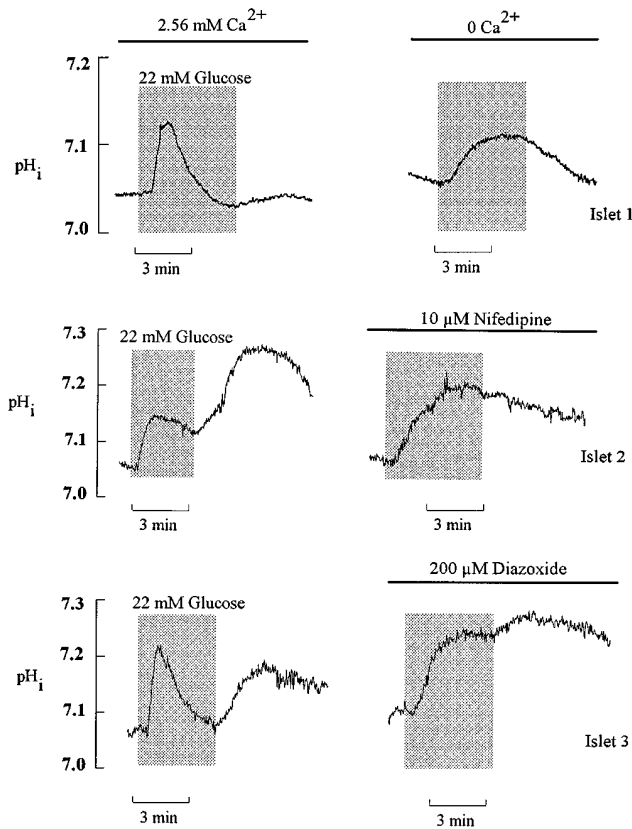 2.56 mM Ca2+
0 Ca2+
22 mM Glucose
7.2
7.1
7.0
pHi
3 min
3 min
Islet 1
22 mM Glucose
10 µM Nifedipine
7.3
7.2
7.1
7.0
pHi
3 min
3 min
Islet 2
22 mM Glucose
200 µM Diazoxide
7.3
7.2
7.1
7.0
pHi
3 min
3 min
Islet 3